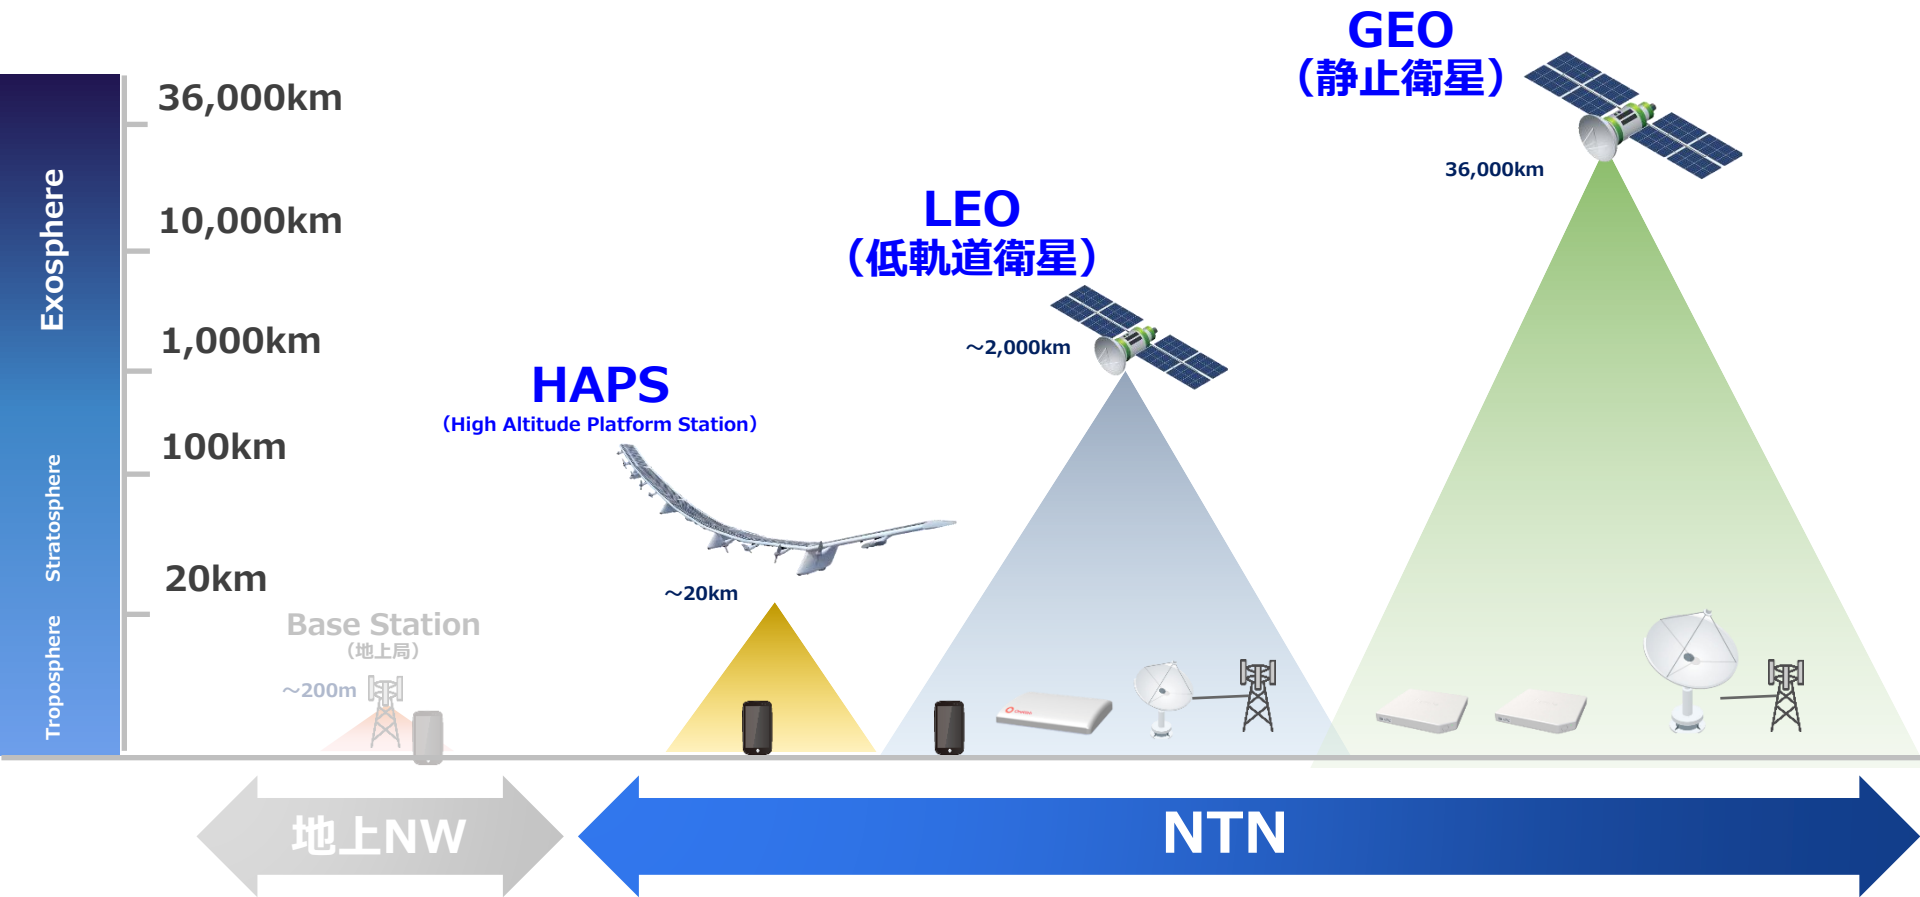 GEO
（静止衛星）
36,000km
36,000km
Exosphere
10,000km
LEO
（低軌道衛星）
1,000km
～2,000km
HAPS
（High Altitude Platform Station）
100km
Stratosphere
20km
～20km
Base Station
（地上局）
～200m
Troposphere
地上NW
NTN